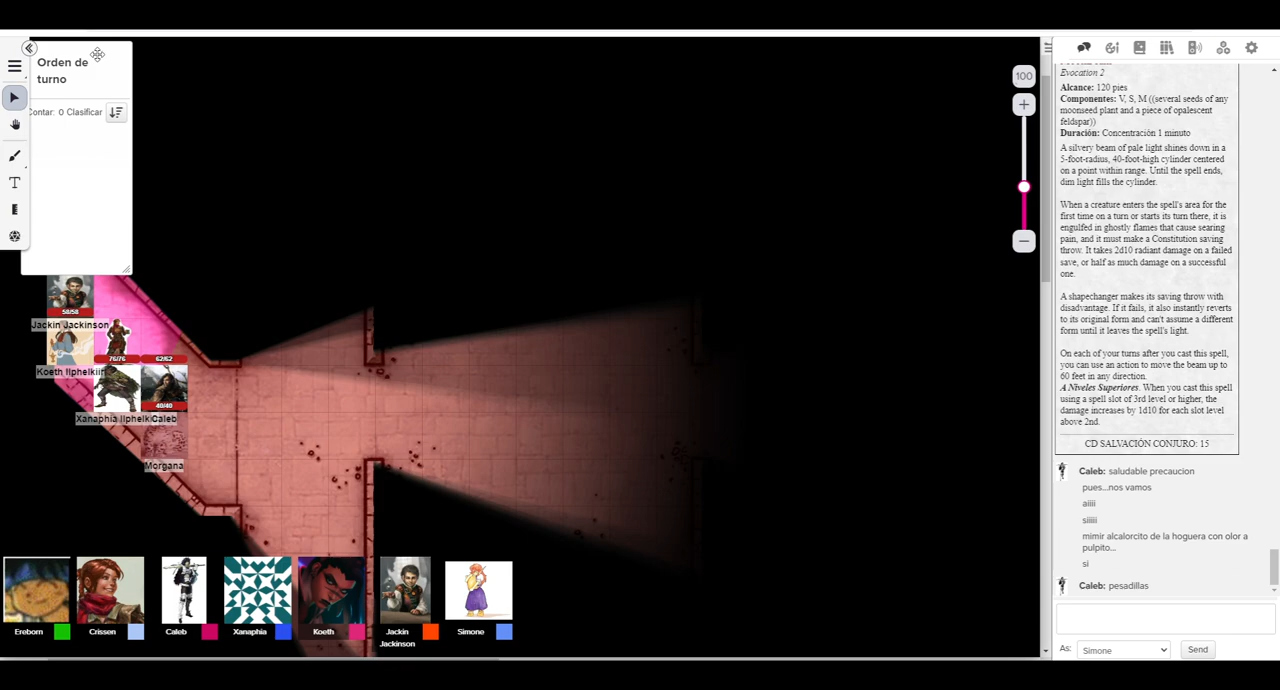 Orden de
turno
Contar: 0 Clasificar
100
58/58
Jackin Jackinson
76/76
62/62
40/40
Caleb
Morgana
Ereborn
Crissen
Caleb
Xanaphia
Koeth
Jackin
Jackinson
Simone
Evocation 2
Alcance: 120 pies
Componentes: V, S, M ((several seeds of any
moonseed plant and a piece of opalescent
feldspar))
Duración: Concentración 1 minuto
A silvery beam of pale light shines down in a
5-foot-radius, 40-foot-high cylinder centered
on a point within range. Until the spell ends,
dim light fills the cylinder.
When a creature enters the spell's area for the
first time on a turn or starts its turn there, it is
engulfed in ghostly flames that cause searing
pain, and it must make a Constitution saving
throw. It takes 2d10 radiant damage on a failed
save, or half as much damage on a successful
one.
A shapechanger makes its saving throw with
disadvantage. If it fails, it also instantly reverts
to its original form and can't assume a different
form until it leaves the spell's light.
On each of your turns after you cast this spell,
you can use an action to move the beam up to
60 feet in any direction.
A Niveles Superiores. When you cast this spell
using a spell slot of 3rd level or higher, the
damage increases by 1d10 for each slot level
above 2nd.
CD SALVACIÓN CONJURO: 15
Caleb: saludable precaucion
pues...nos vamos
aiiii
siiiii
mimir alcalorcito de la hoguera con olor a
pulpito...
si
Caleb: pesadillas
As: Simone
Send